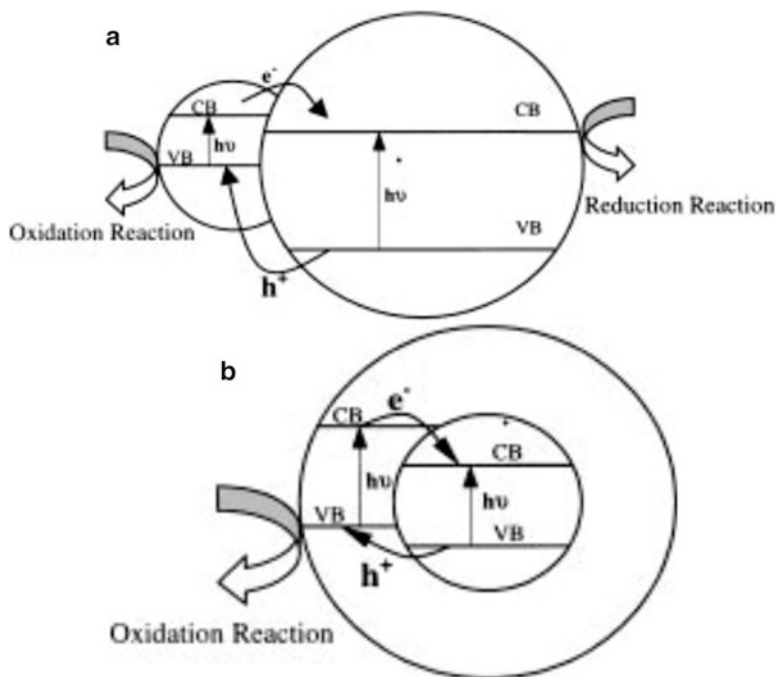 a
e-
CB
CB
hυ
VB
hυ
Oxidation Reaction
Reduction Reaction
VB
h+
b
CB
e-
CB
hυ
hυ
VB
VB
h+
Oxidation Reaction